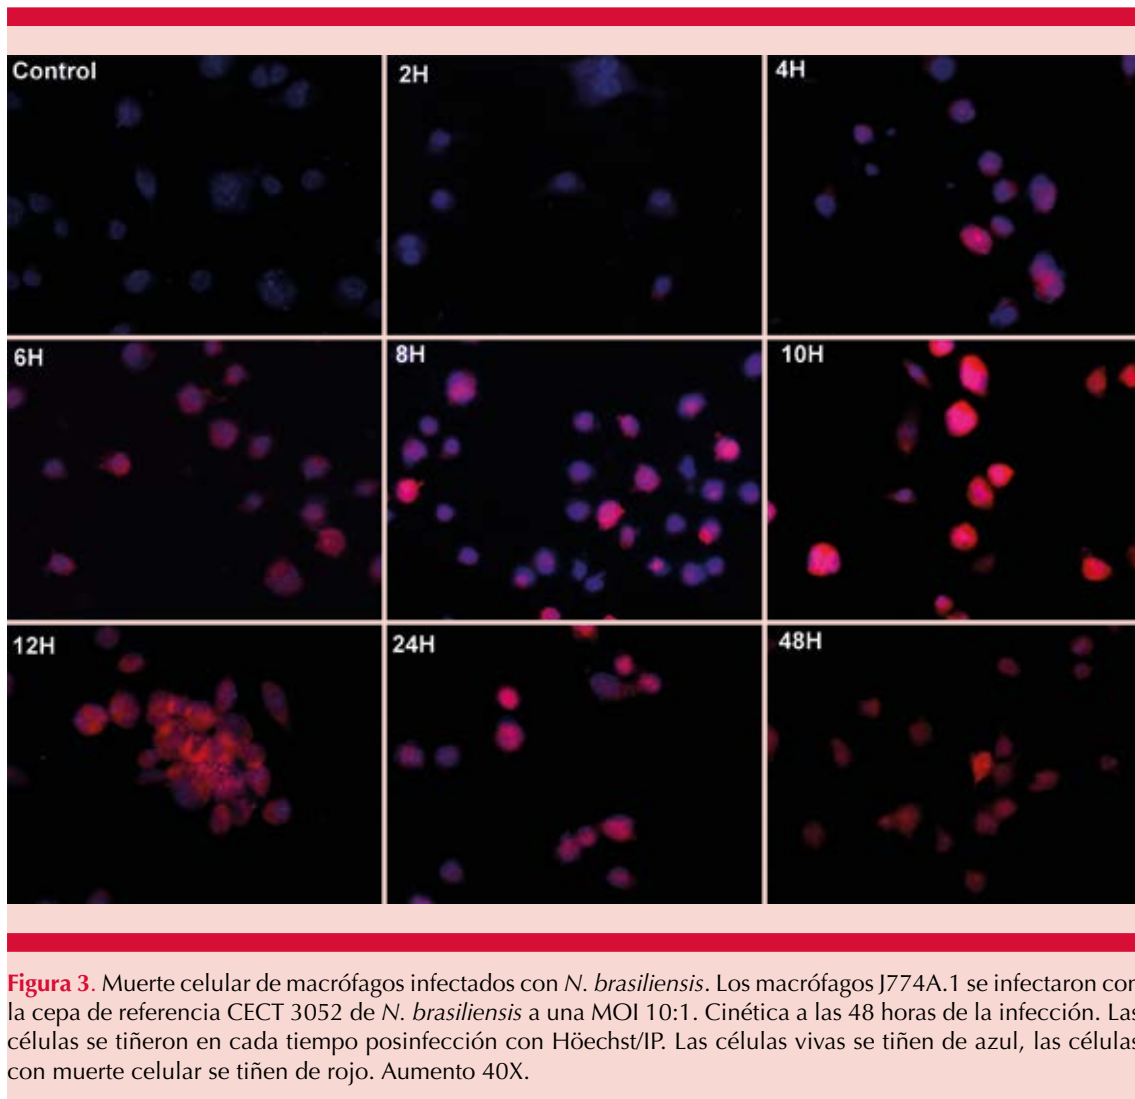 Control
2H
4H
6H
8H
10H
12H
24H
48H
Figura 3. Muerte celular de macrófagos infectados con N. brasiliensis. Los macrófagos J774A.1 se infectaron con
la cepa de referencia CECT 3052 de N. brasiliensis a una MOI 10:1. Cinética a las 48 horas de la infección. Las
células se tiñeron en cada tiempo posinfección con Höechst/IP. Las células vivas se tiñen de azul, las células
con muerte celular se tiñen de rojo. Aumento 40X.